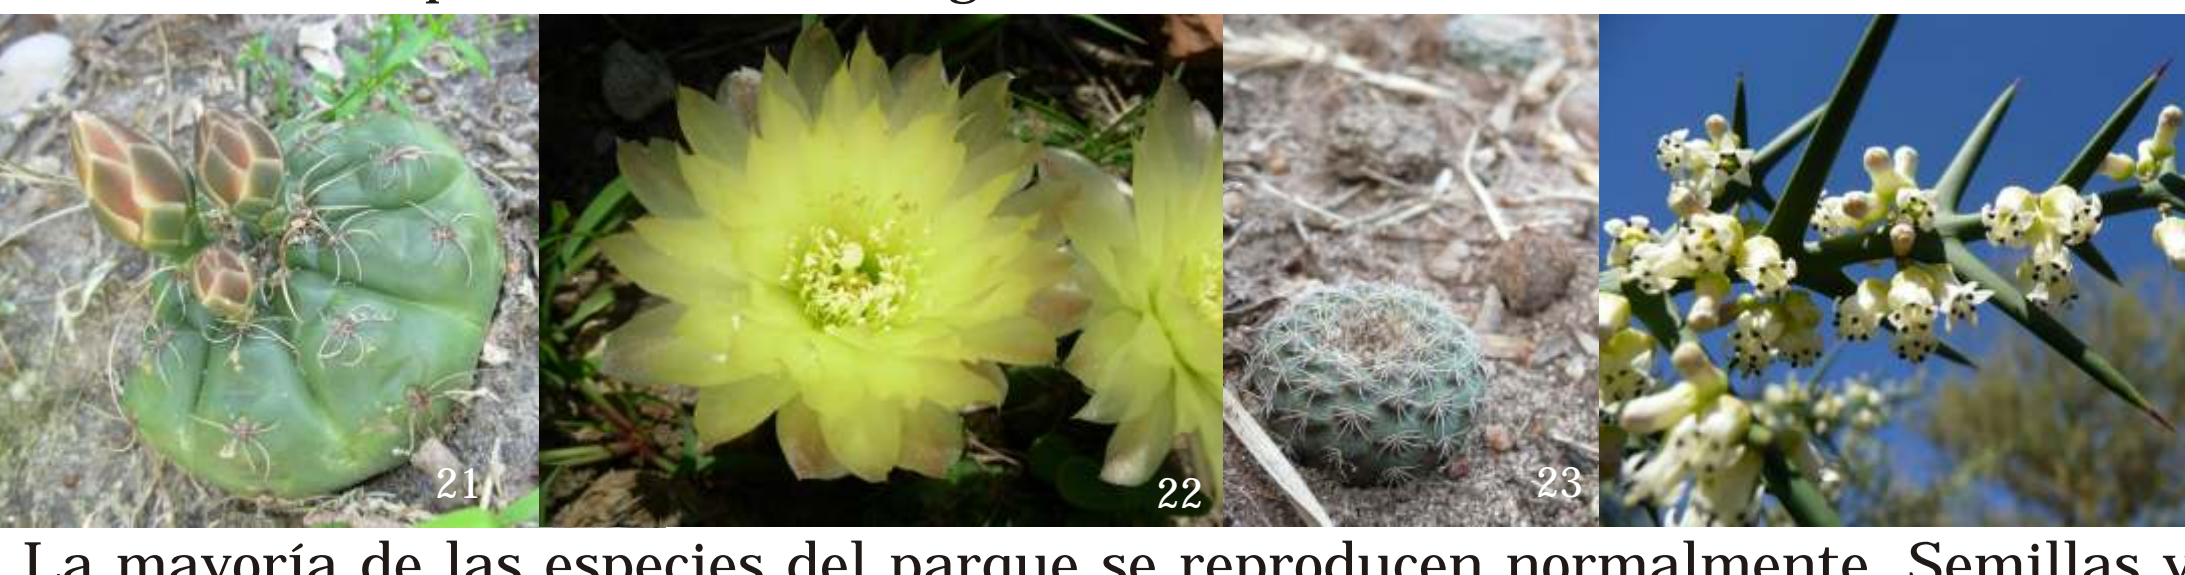 21
22
23
La mayoría de las especies del parque se reproducen normalmente. Semillas y